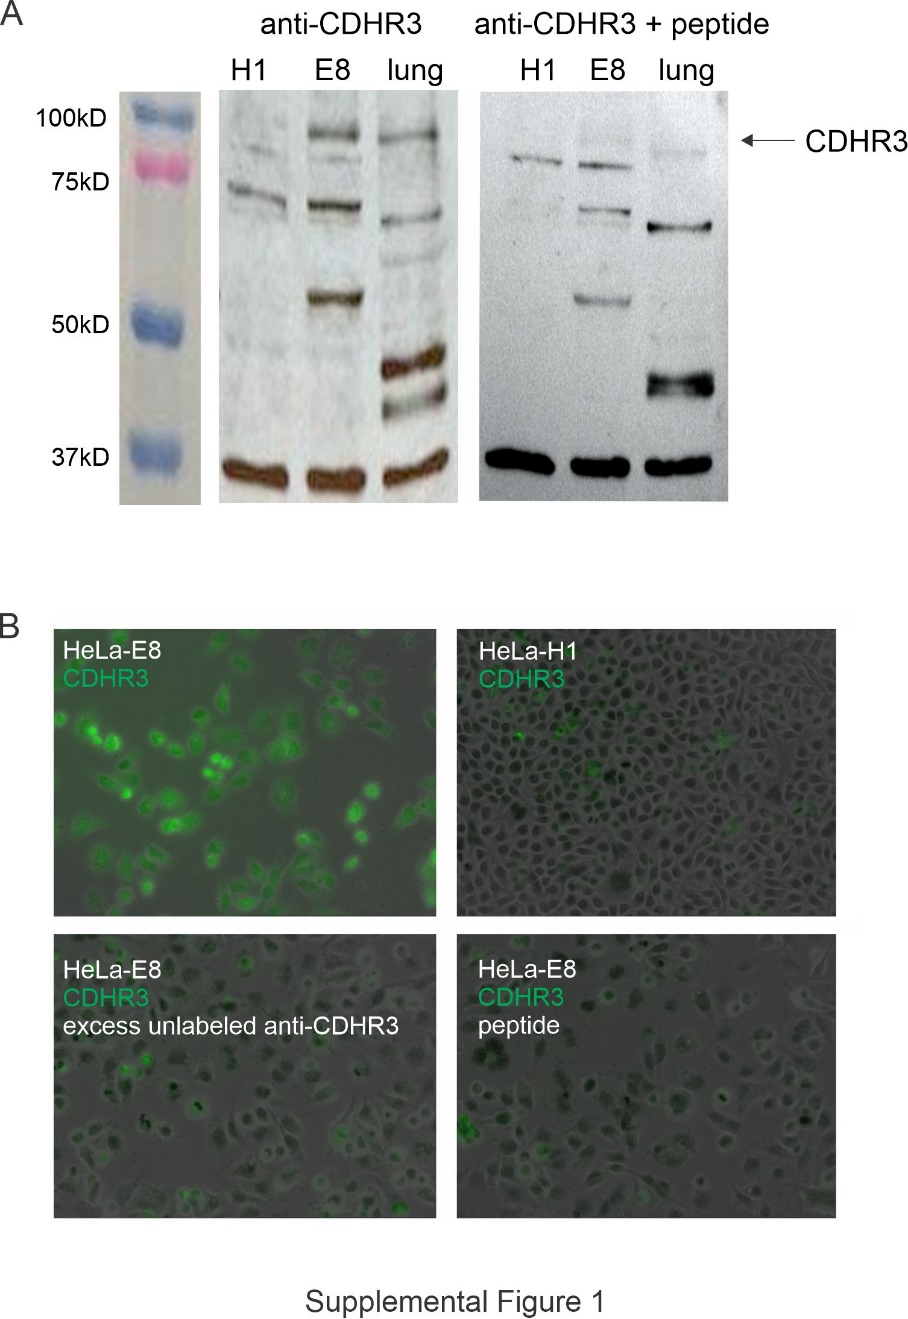 A
anti-CDHR3
anti-CDHR3 + peptide
H1 E8 lung
H1 E8 lung
100kD
75kD
50kD
37kD
CDHR3
B
HeLa-E8
CDHR3
HeLa-H1
CDHR3
HeLa-E8
CDHR3
excess unlabeled anti-CDHR3
HeLa-E8
CDHR3
peptide
Supplemental Figure 1